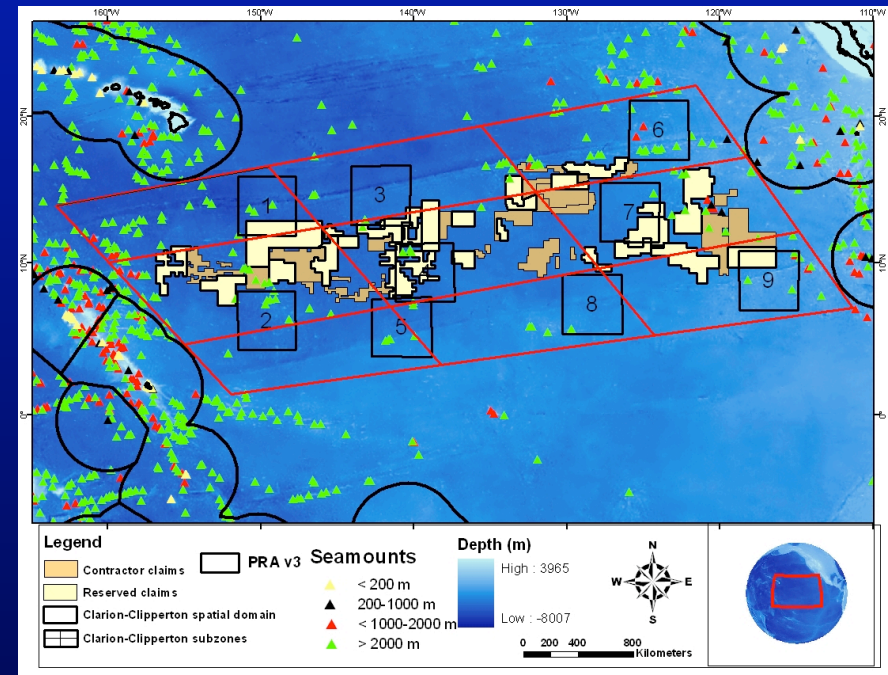 160°W 150°W 140°W 130°W 120°W 110°W
20°N 20°N
10°N 10°N
0° 0°
6
1 3
7
9
2 5 8
Legend
Contractor claims
Reserved claims
Clarion-Clipperton spatial domain
Clarion-Clipperton subzones
PRA v3
Seamounts
< 200 m
200-1000 m
< 1000-2000 m
> 2000 m
Depth (m)
High : 3965
Low : -8007
N
W E
S
0 200 400 800
Kilometers